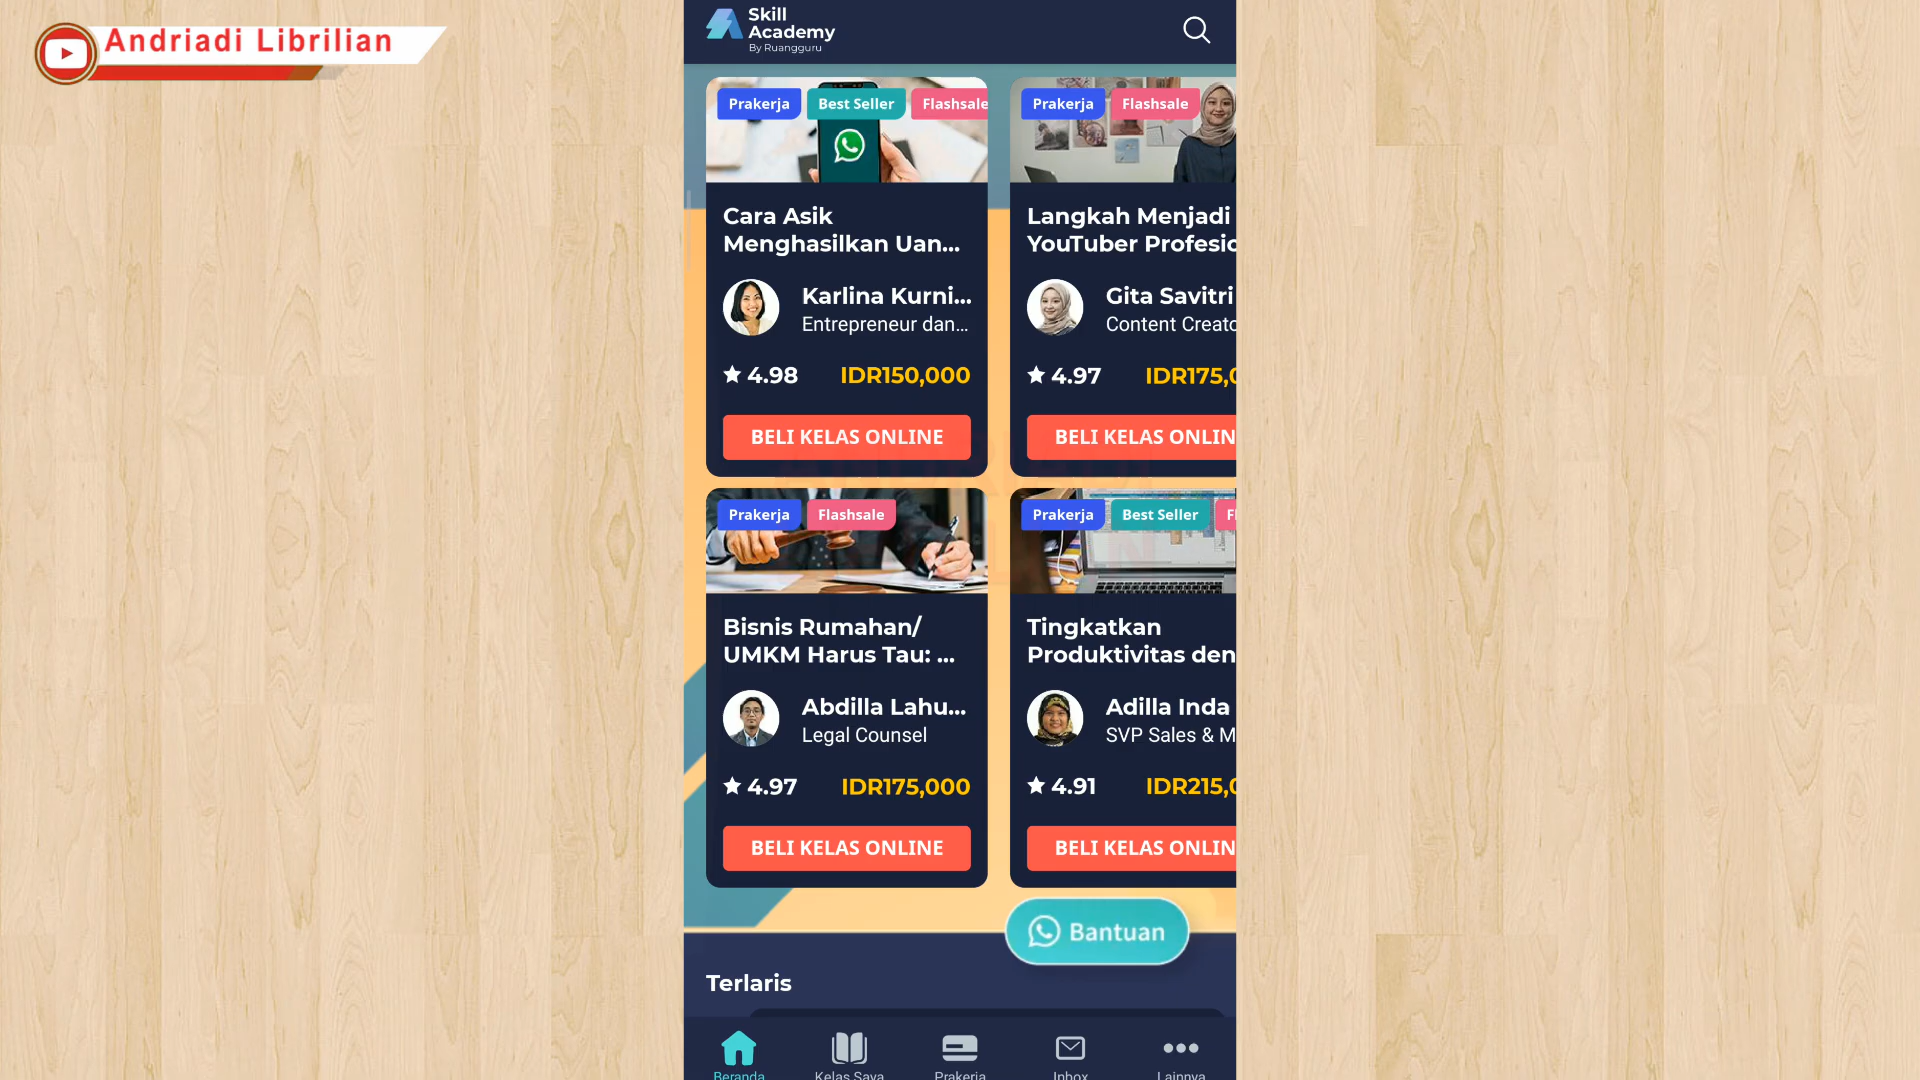 Andriadi Librilian
Skill
Academy
By Ruangguru
Prakerja
Best Seller
Flashsale
Prakerja
Flashsale
Cara Asik
Menghasilkan Uan...
Karlina Kurni...
Entrepreneur dan...
4.98
IDR150,000
BELI KELAS ONLINE
Langkah Menjadi
YouTuber Profesio
Gita Savitri
Content Creato
4.97
IDR175,0
BELI KELAS ONLIN
Prakerja
Flashsale
Prakerja
Best Seller
Fl
Bisnis Rumahan/
UMKM Harus Tau: ...
Abdilla Lahu...
Legal Counsel
4.97
IDR175,000
BELI KELAS ONLINE
Tingkatkan
Produktivitas den
Adilla Inda
SVP Sales & M
4.91
IDR215,0
BELI KELAS ONLIN
Bantuan
Terlaris
Beranda
Kelas Saya
Prakerja
Inbox
Lainnya